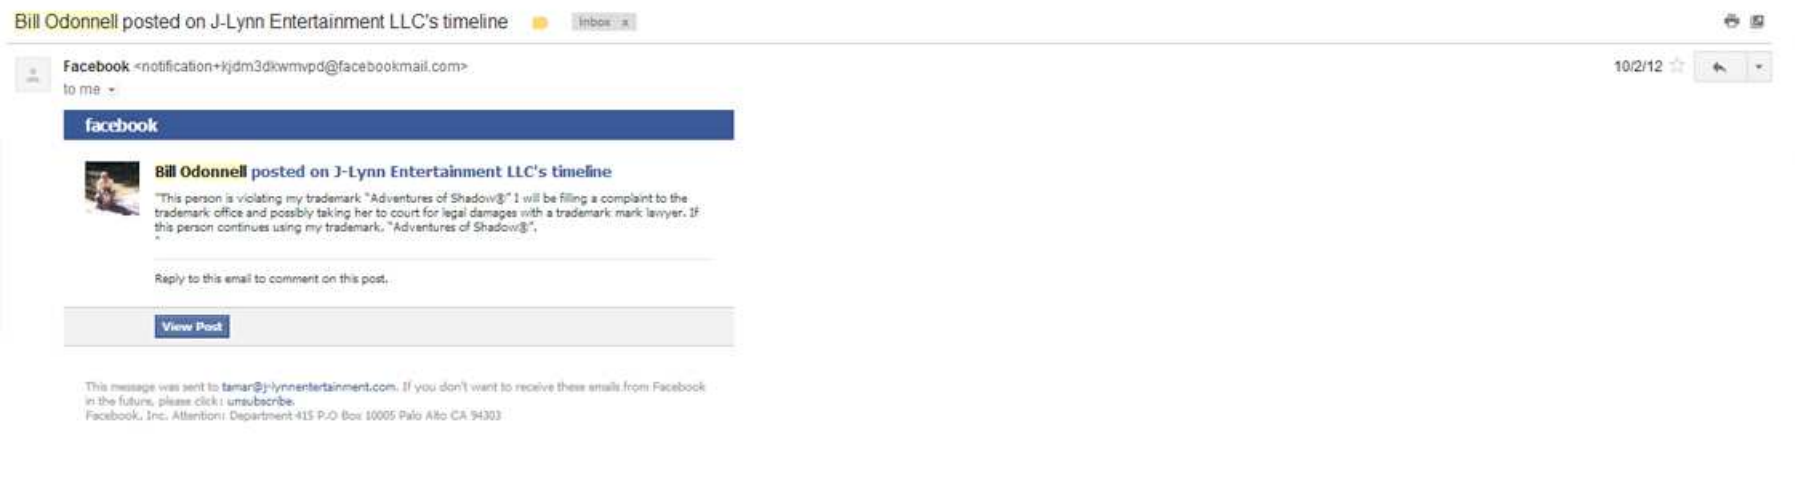 Bill Odonnell posted on J-Lynn Entertainment LLC's timeline Inbox x
Facebook <notification+kjdm3dkwmvpd@facebookmail.com> 10/2/12
to me
facebook
Bill Odonnell posted on J-Lynn Entertainment LLC's timeline
"This person is violating my trademark "Adventures of Shadow®" I will be filing a complaint to the
trademark office and possibly taking her to court for legal damages with a trademark mark lawyer. If
this person continues using my trademark, "Adventures of Shadow®".
"
Reply to this email to comment on this post.
View Post
This message was sent to tamar@j-lynnentertainment.com. If you don't want to receive these emails from Facebook
in the future, please click: unsubscribe.
Facebook, Inc. Attention: Department 415 P.O Box 10005 Palo Alto CA 94303